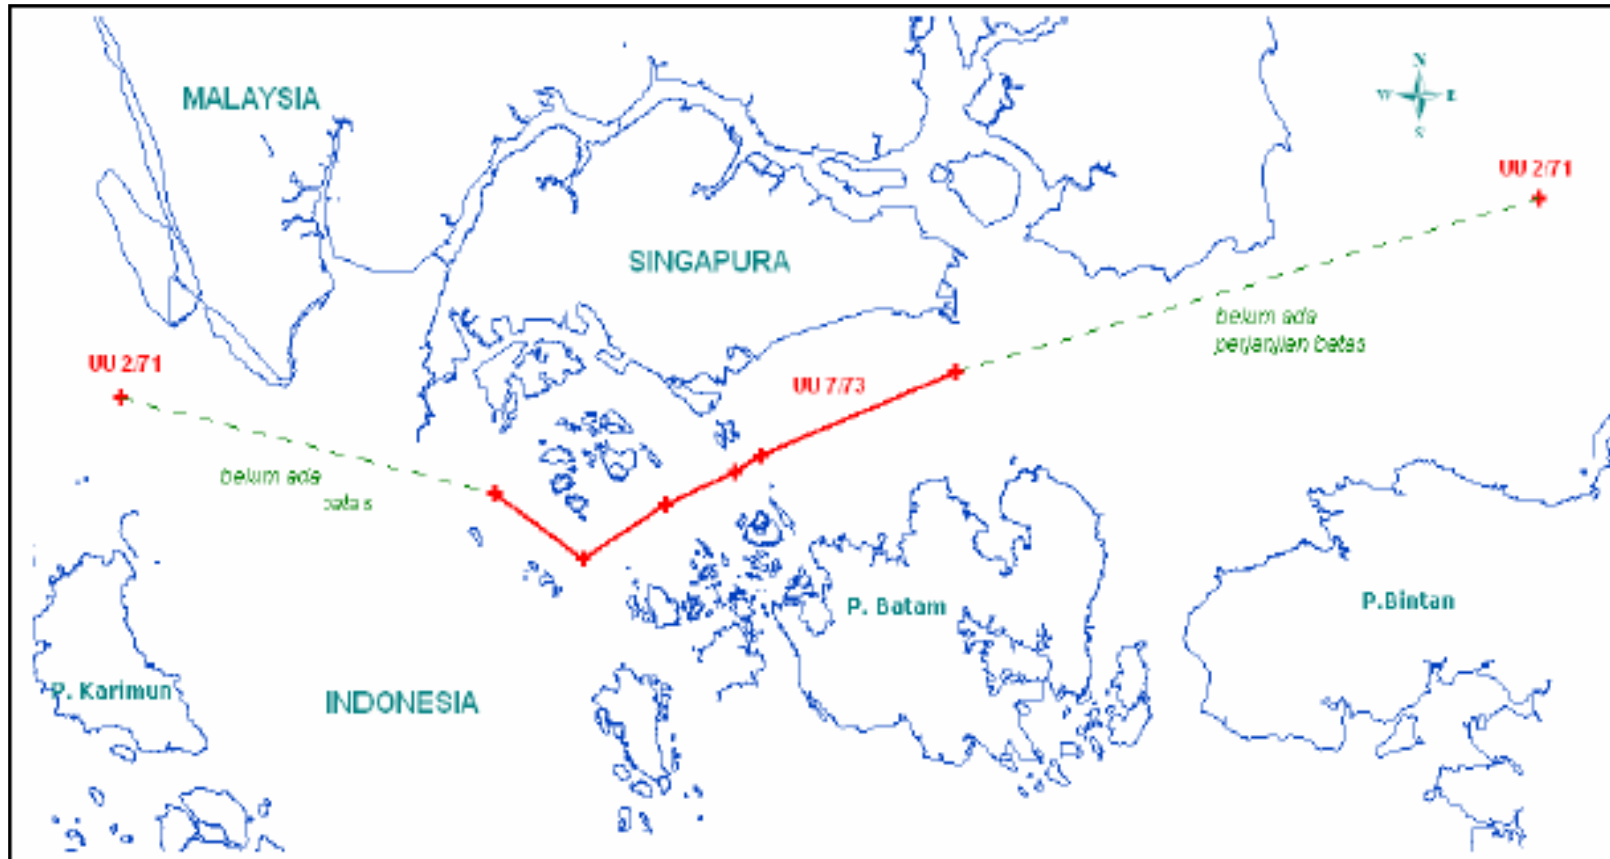 MALAYSIA
N
W E
S
UU 2/71
SINGAPURA
belum ada
perjanjian batas
UU 2/71
UU 7/73
belum ada
batas
P. Batam
P.Bintan
P. Karimun
INDONESIA